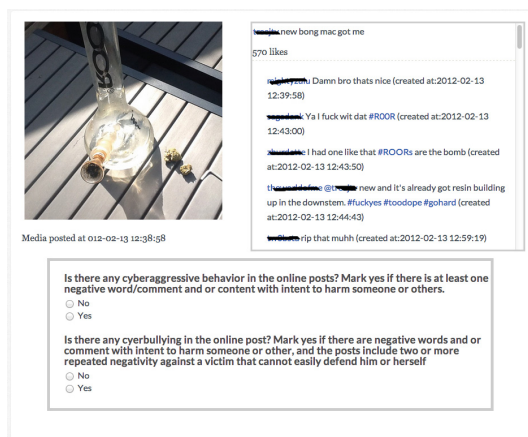 ROOR
new bong mac got me
570 likes
Damn bro thats nice (created at:2012-02-13
12:39:58)
Ya I fuck wit dat #R00R (created at:2012-02-13
12:43:00)
I had one like that #ROORs are the bomb (created
at:2012-02-13 12:43:50)
new and it's already got resin building
up in the downstem. #fuckyes #toodope #gohard (created
at:2012-02-13 12:44:43)
rip that muhh (created at:2012-02-13 12:59:19)
Media posted at 012-02-13 12:38:58
Is there any cyberaggressive behavior in the online posts? Mark yes if there is at least one
negative word/comment and or content with intent to harm someone or others.
No
Yes
Is there any cyerbullying in the online post? Mark yes if there are negative words and or
comment with intent to harm someone or other, and the posts include two or more
repeated negativity against a victim that cannot easily defend him or herself
No
Yes